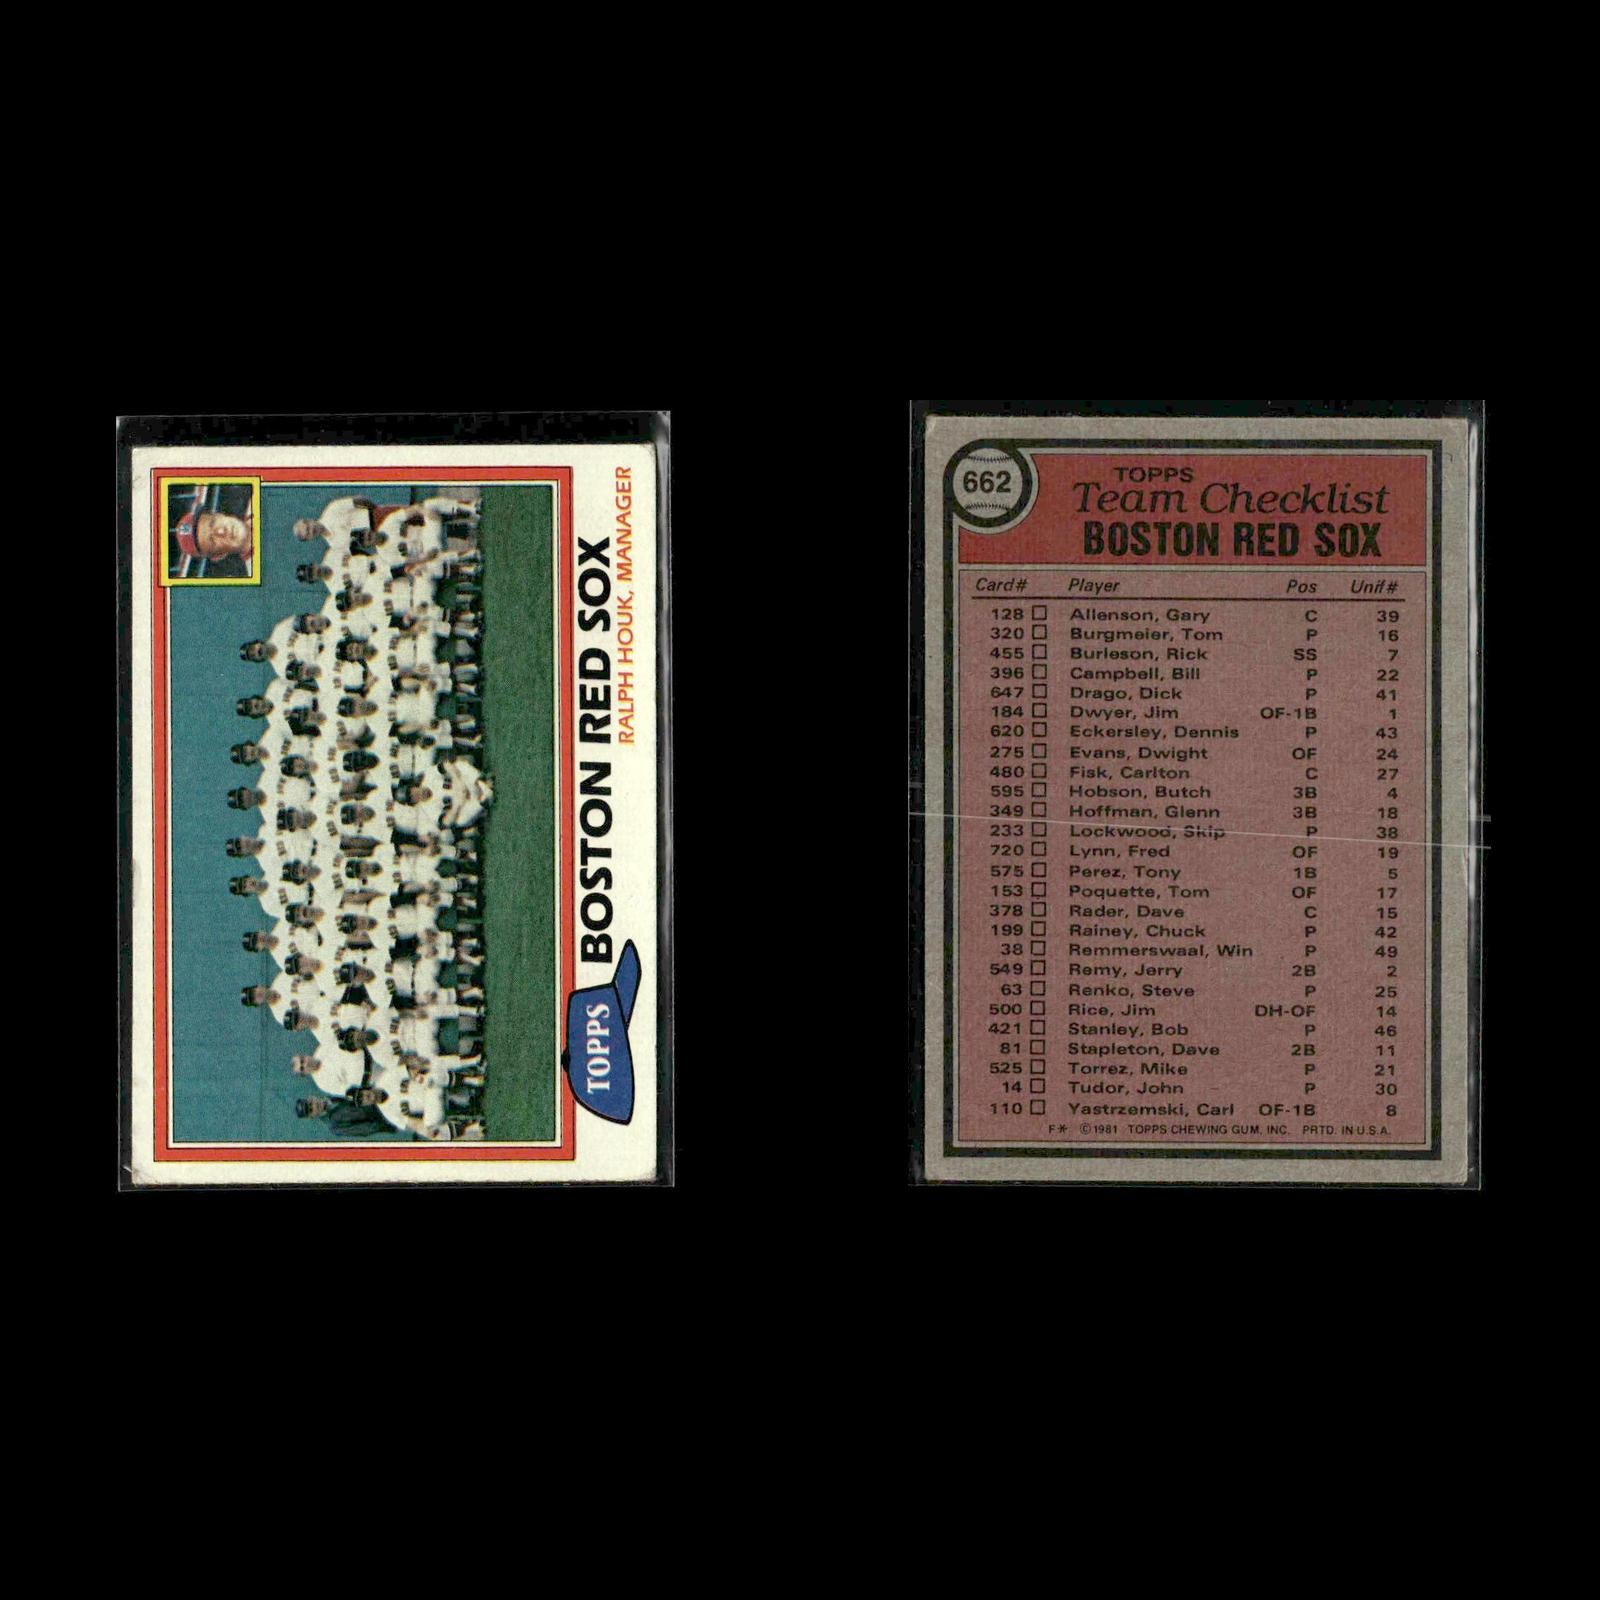 TOPPS
BOSTON RED SOX
RALPH HOUK, MANAGER
662
TOPPS
Team Checklist
BOSTON RED SOX
Card# Player Pos Unif#
128 Allenson, Gary C 39
320 Burgmeier, Tom P 16
455 Burleson, Rick SS 7
396 Campbell, Bill P 22
647 Drago, Dick P 41
184 Dwyer, Jim OF-1B 1
620 Eckersley, Dennis P 43
275 Evans, Dwight OF 24
480 Fisk, Carlton C 27
595 Hobson, Butch 3B 4
349 Hoffman, Glenn 3B 18
233 Lockwood, Skip P 38
720 Lynn, Fred OF 19
575 Perez, Tony 1B 5
153 Poquette, Tom OF 17
378 Rader, Dave C 15
199 Rainey, Chuck P 42
38 Remmerswaal, Win P 49
549 Remy, Jerry 2B 2
63 Renko, Steve P 25
500 Rice, Jim DH-OF 14
421 Stanley, Bob P 46
81 Stapleton, Dave 2B 11
525 Torrez, Mike P 21
14 Tudor, John P 30
110 Yastrzemski, Carl OF-1B 8
F* ©1981 TOPPS CHEWING GUM, INC. PRTD. IN U.S.A.